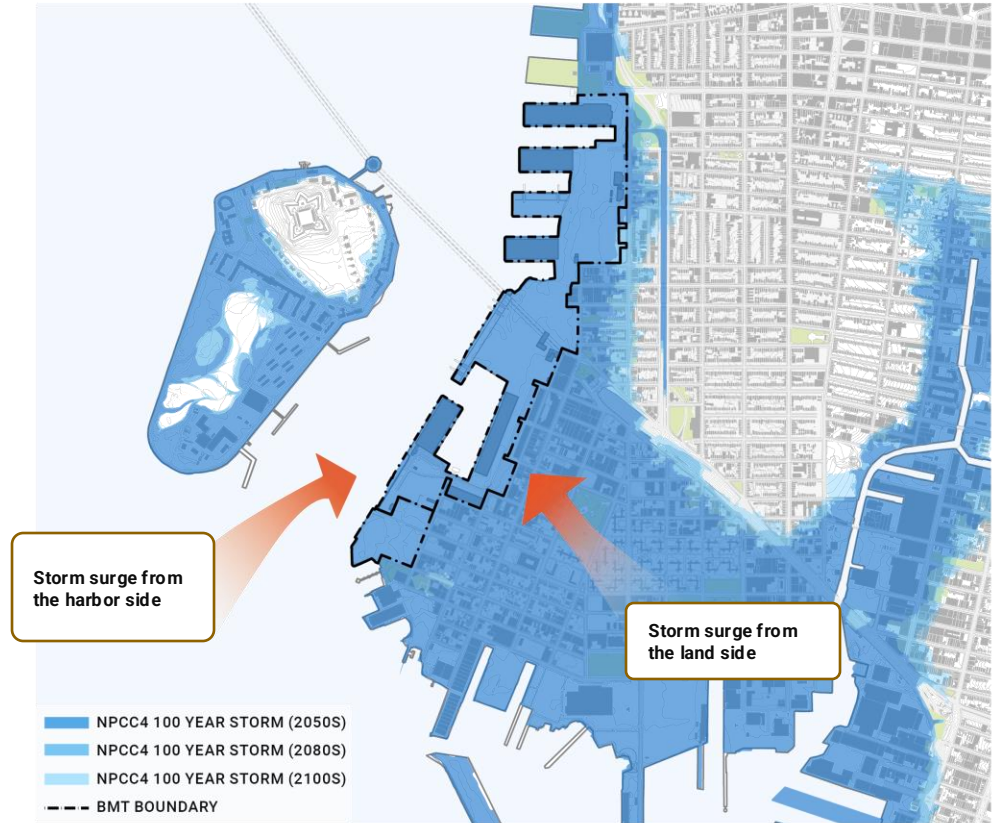 Storm surge from
the harbor side
Storm surge from
the land side
NPCC4 100 YEAR STORM (2050S)
NPCC4 100 YEAR STORM (2080S)
NPCC4 100 YEAR STORM (2100S)
BMT BOUNDARY